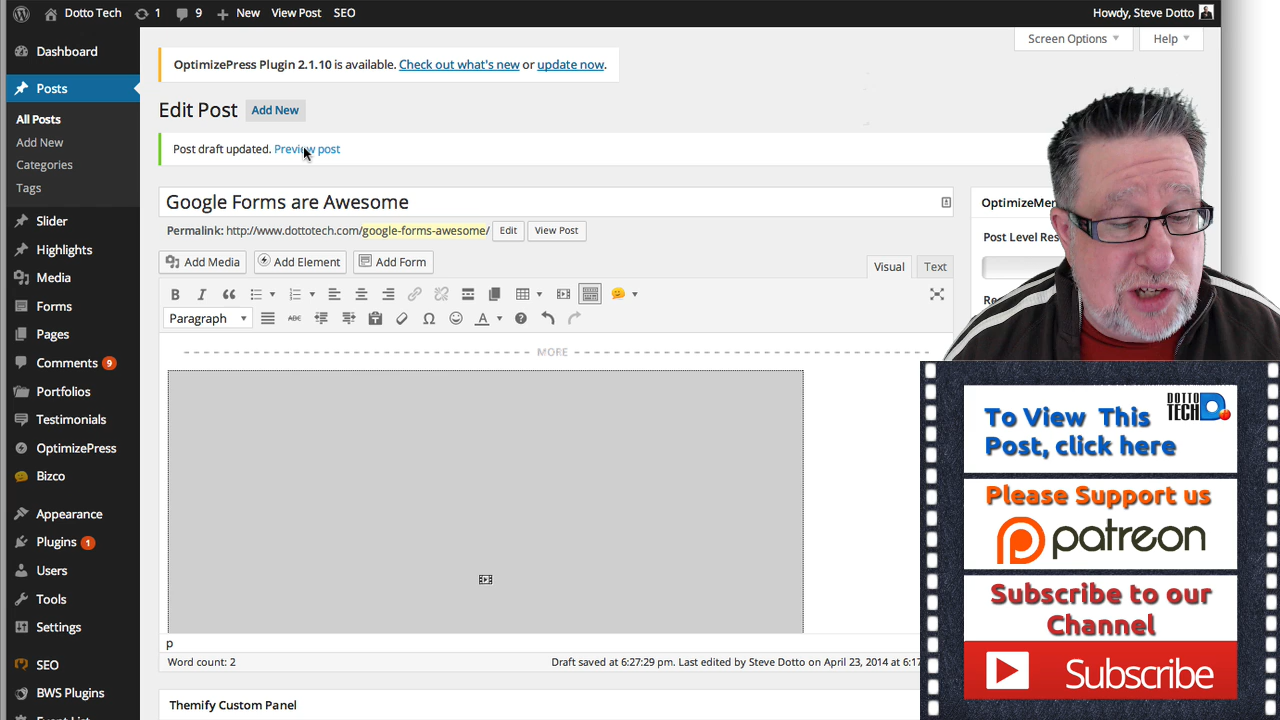 Dotto Tech
1
9
New
View Post
SEO
Howdy, Steve Dotto
Screen Options
Help
Dashboard
Posts
All Posts
Add New
Categories
Tags
Slider
Highlights
Media
Forms
Pages
Comments 9
Portfolios
Testimonials
OptimizePress
Bizco
Appearance
Plugins 1
Users
Tools
Settings
SEO
BWS Plugins
OptimizePress Plugin 2.1.10 is available. Check out what's new or update now.
Edit Post
Add New
Post draft updated. Preview post
Google Forms are Awesome
Permalink: http://www.dottotech.com/google-forms-awesome/
Edit
View Post
Add Media
Add Element
Add Form
Visual
Text
B I
ABC
A
Paragraph
MORE
p
Word count: 2
Draft saved at 6:27:29 pm. Last edited by Steve Dotto on April 23, 2014 at 6:17
Themify Custom Panel
Post Level
DOTTO
TECH
To View This
Post, click here
Please Support us
patreon
Subscribe to our
Channel
Subscribe